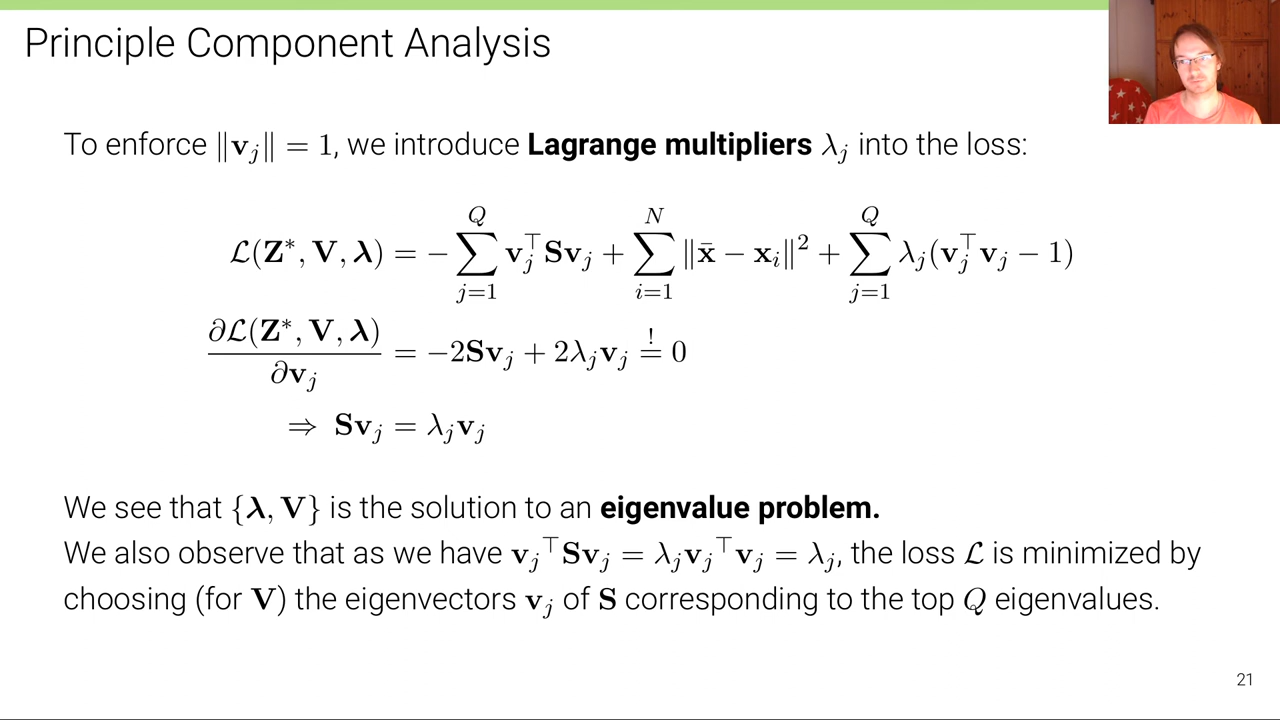 Principle Component Analysis
To enforce ‖v_j‖ = 1, we introduce Lagrange multipliers λ_j into the loss:
L(Z*, V, λ) = − ∑_{j=1}^{Q} v_j^⊤ S v_j + ∑_{i=1}^{N} ‖x̄ − x_i‖² + ∑_{j=1}^{Q} λ_j(v_j^⊤ v_j − 1)
∂L(Z*, V, λ) / ∂v_j = −2Sv_j + 2λ_j v_j =^! 0
⇒ Sv_j = λ_j v_j
We see that {λ, V} is the solution to an eigenvalue problem.
We also observe that as we have v_j^⊤ S v_j = λ_j v_j^⊤ v_j = λ_j, the loss L is minimized by
choosing (for V) the eigenvectors v_j of S corresponding to the top Q eigenvalues.
21